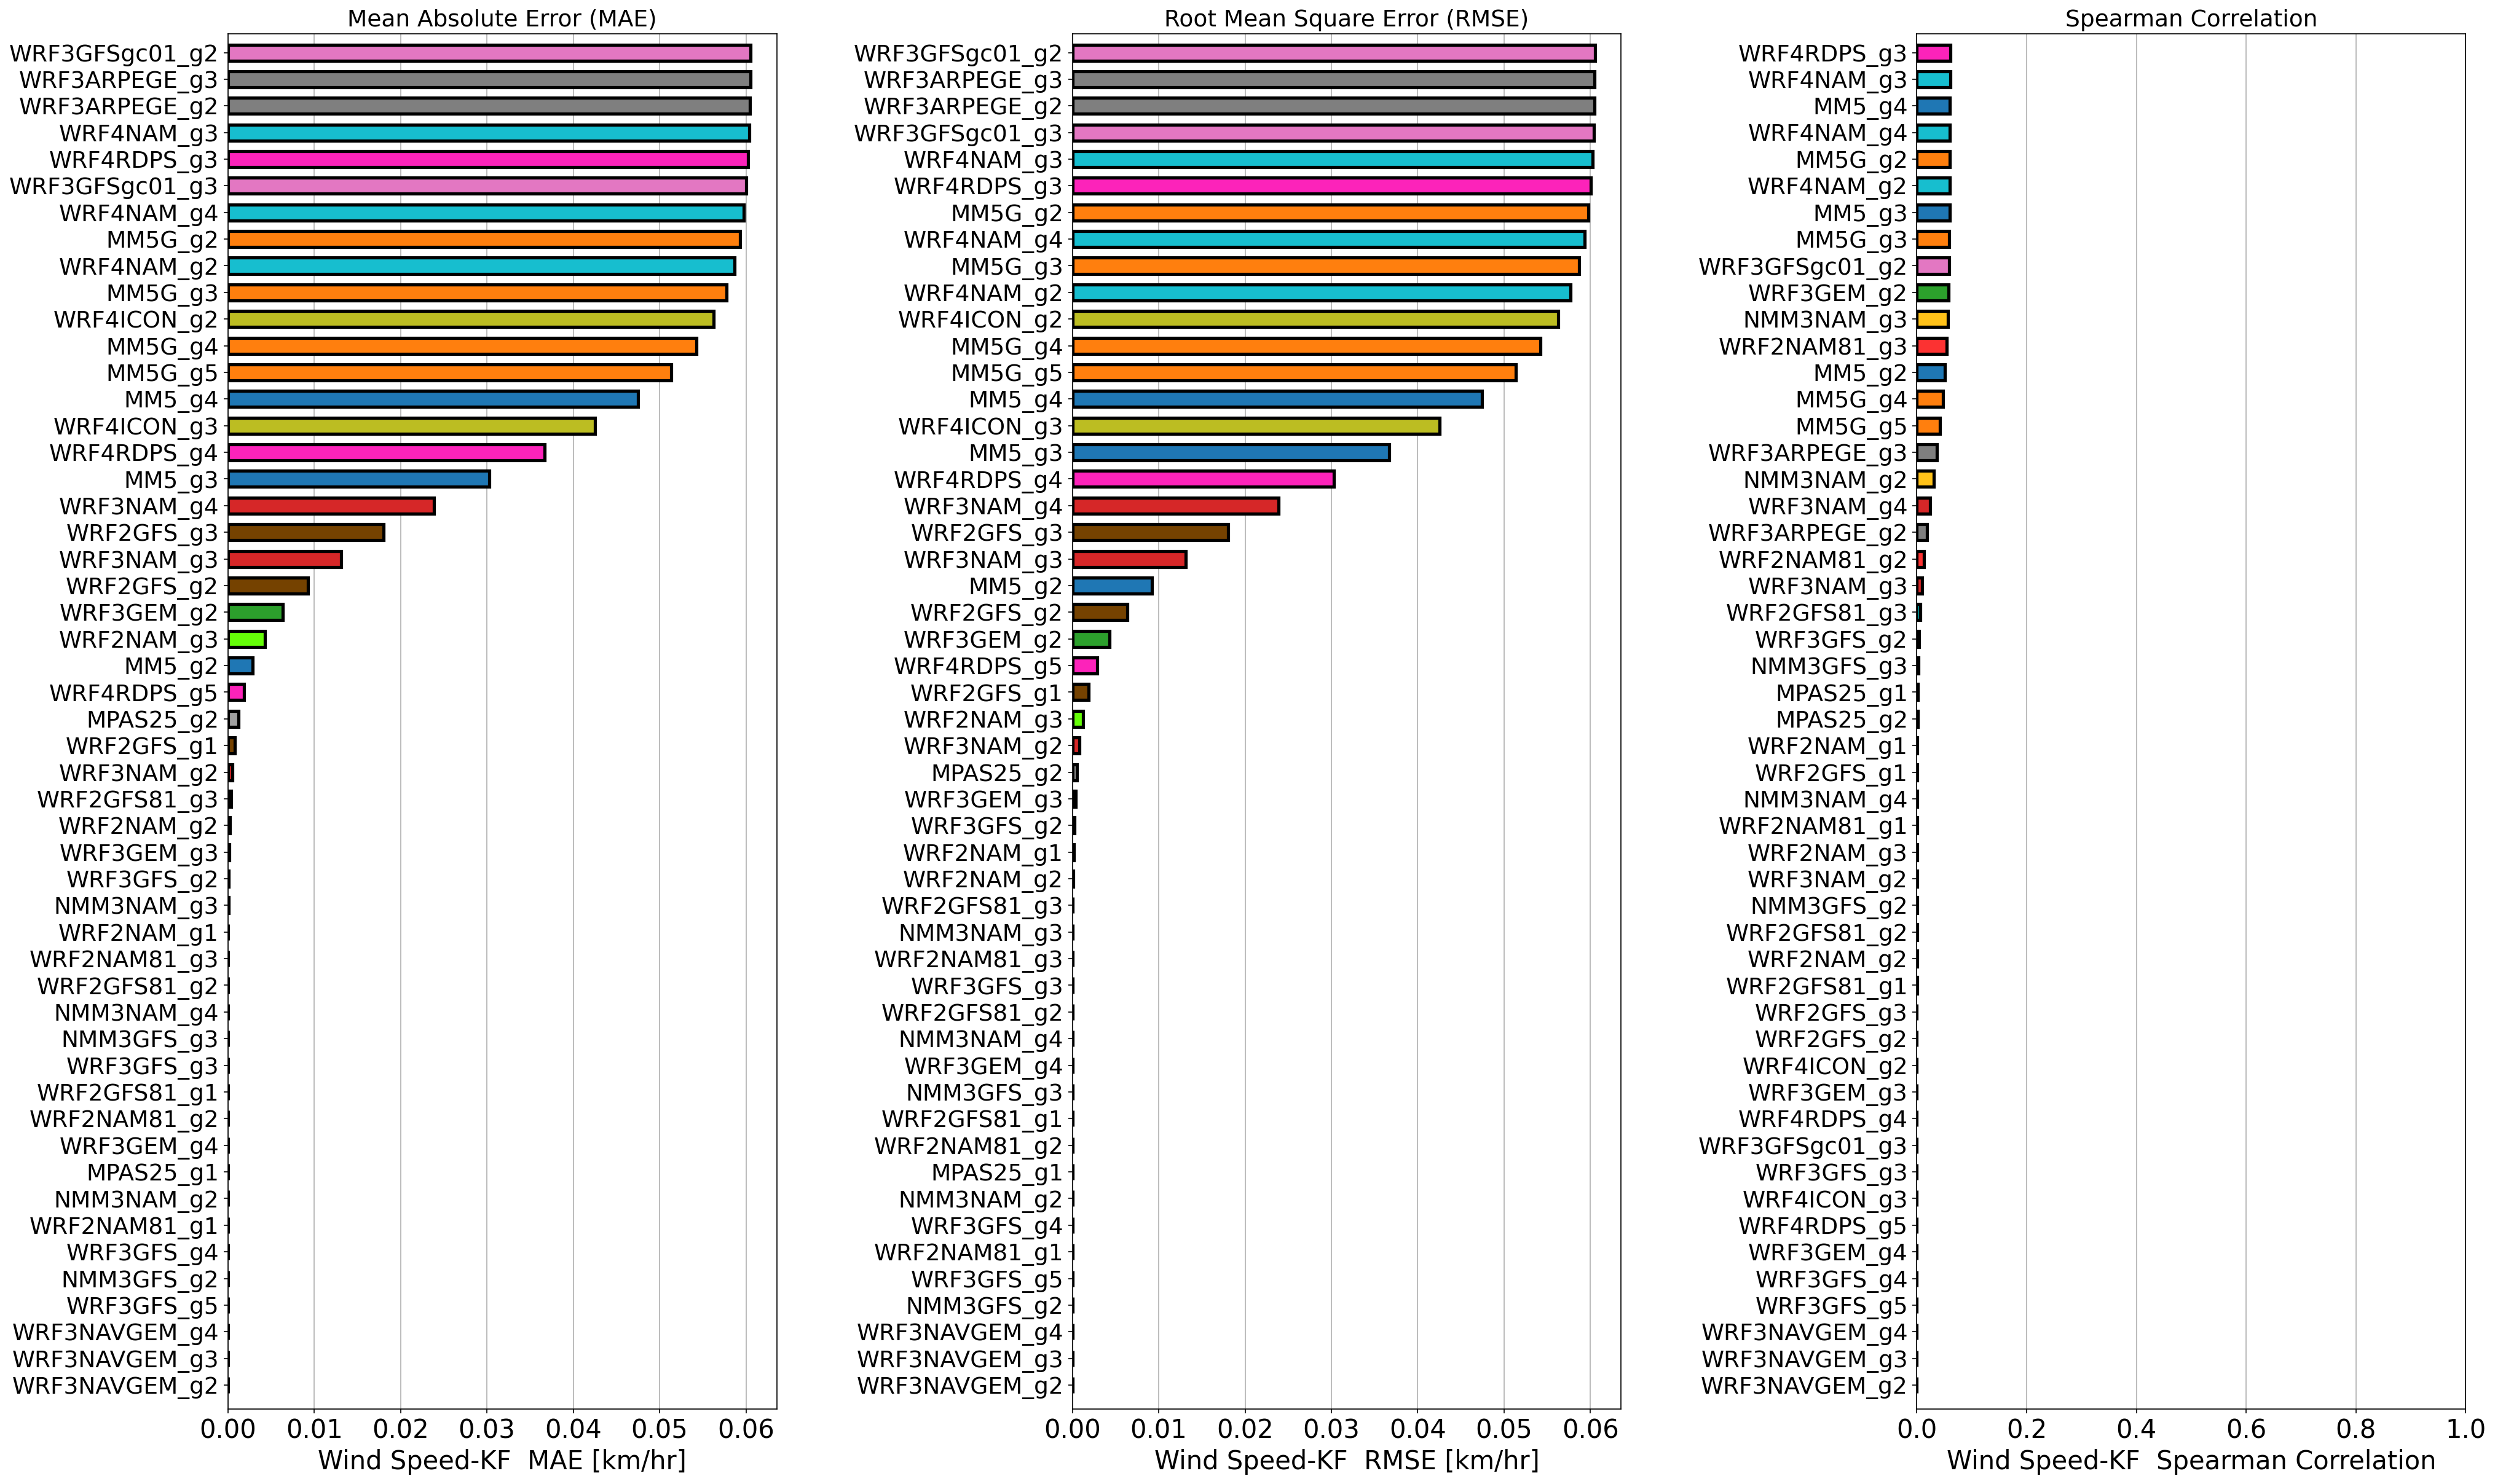 Mean Absolute Error (MAE)
WRF3GFSgc01_g2
WRF3ARPEGE_g3
WRF3ARPEGE_g2
WRF4NAM_g3
WRF4RDPS_g3
WRF3GFSgc01_g3
WRF4NAM_g4
MM5G_g2
WRF4NAM_g2
MM5G_g3
WRF4ICON_g2
MM5G_g4
MM5G_g5
MM5_g4
WRF4ICON_g3
WRF4RDPS_g4
MM5_g3
WRF3NAM_g4
WRF2GFS_g3
WRF3NAM_g3
WRF2GFS_g2
WRF3GEM_g2
WRF2NAM_g3
MM5_g2
WRF4RDPS_g5
MPAS25_g2
WRF2GFS_g1
WRF3NAM_g2
WRF2GFS81_g3
WRF2NAM_g2
WRF3GEM_g3
WRF3GFS_g2
NMM3NAM_g3
WRF2NAM_g1
WRF2NAM81_g3
WRF2GFS81_g2
NMM3NAM_g4
NMM3GFS_g3
WRF3GFS_g3
WRF2GFS81_g1
WRF2NAM81_g2
WRF3GEM_g4
MPAS25_g1
NMM3NAM_g2
WRF2NAM81_g1
WRF3GFS_g4
NMM3GFS_g2
WRF3GFS_g5
WRF3NAVGEM_g4
WRF3NAVGEM_g3
WRF3NAVGEM_g2
0.00 0.01 0.02 0.03 0.04 0.05 0.06
Wind Speed-KF  MAE [km/hr]
Root Mean Square Error (RMSE)
WRF3GFSgc01_g2
WRF3ARPEGE_g3
WRF3ARPEGE_g2
WRF3GFSgc01_g3
WRF4NAM_g3
WRF4RDPS_g3
MM5G_g2
WRF4NAM_g4
MM5G_g3
WRF4NAM_g2
WRF4ICON_g2
MM5G_g4
MM5G_g5
MM5_g4
WRF4ICON_g3
MM5_g3
WRF4RDPS_g4
WRF3NAM_g4
WRF2GFS_g3
WRF3NAM_g3
MM5_g2
WRF2GFS_g2
WRF3GEM_g2
WRF4RDPS_g5
WRF2GFS_g1
WRF2NAM_g3
WRF3NAM_g2
MPAS25_g2
WRF3GEM_g3
WRF3GFS_g2
WRF2NAM_g1
WRF2NAM_g2
WRF2GFS81_g3
NMM3NAM_g3
WRF2NAM81_g3
WRF3GFS_g3
WRF2GFS81_g2
NMM3NAM_g4
WRF3GEM_g4
NMM3GFS_g3
WRF2GFS81_g1
WRF2NAM81_g2
MPAS25_g1
NMM3NAM_g2
WRF3GFS_g4
WRF2NAM81_g1
WRF3GFS_g5
NMM3GFS_g2
WRF3NAVGEM_g4
WRF3NAVGEM_g3
WRF3NAVGEM_g2
0.00 0.01 0.02 0.03 0.04 0.05 0.06
Wind Speed-KF  RMSE [km/hr]
Spearman Correlation
WRF4RDPS_g3
WRF4NAM_g3
MM5_g4
WRF4NAM_g4
MM5G_g2
WRF4NAM_g2
MM5_g3
MM5G_g3
WRF3GFSgc01_g2
WRF3GEM_g2
NMM3NAM_g3
WRF2NAM81_g3
MM5_g2
MM5G_g4
MM5G_g5
WRF3ARPEGE_g3
NMM3NAM_g2
WRF3NAM_g4
WRF3ARPEGE_g2
WRF2NAM81_g2
WRF3NAM_g3
WRF2GFS81_g3
WRF3GFS_g2
NMM3GFS_g3
MPAS25_g1
MPAS25_g2
WRF2NAM_g1
WRF2GFS_g1
NMM3NAM_g4
WRF2NAM81_g1
WRF2NAM_g3
WRF3NAM_g2
NMM3GFS_g2
WRF2GFS81_g2
WRF2NAM_g2
WRF2GFS81_g1
WRF2GFS_g3
WRF2GFS_g2
WRF4ICON_g2
WRF3GEM_g3
WRF4RDPS_g4
WRF3GFSgc01_g3
WRF3GFS_g3
WRF4ICON_g3
WRF4RDPS_g5
WRF3GEM_g4
WRF3GFS_g4
WRF3GFS_g5
WRF3NAVGEM_g4
WRF3NAVGEM_g3
WRF3NAVGEM_g2
0.0 0.2 0.4 0.6 0.8 1.0
Wind Speed-KF  Spearman Correlation